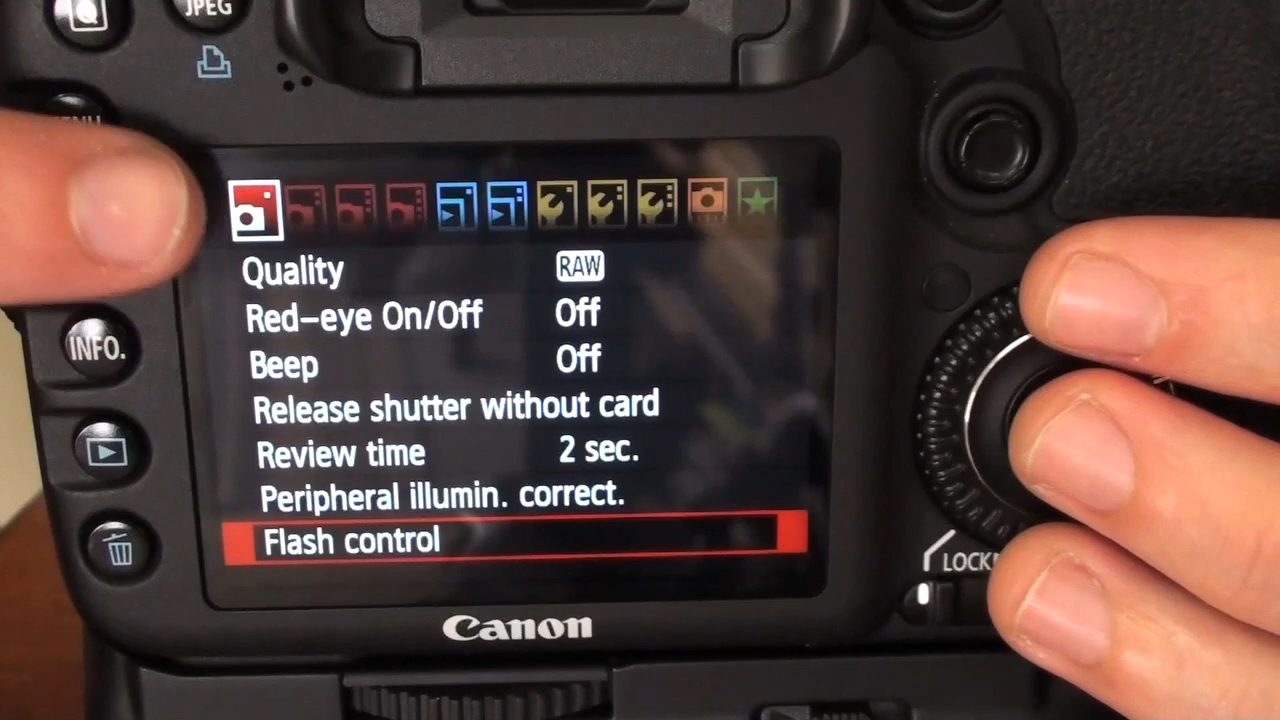 JPEG
MENU
Quality RAW
Red-eye On/Off Off
Beep Off
Release shutter without card
Review time 2 sec.
Peripheral illumin. correct.
Flash control
INFO.
LOCK
Canon